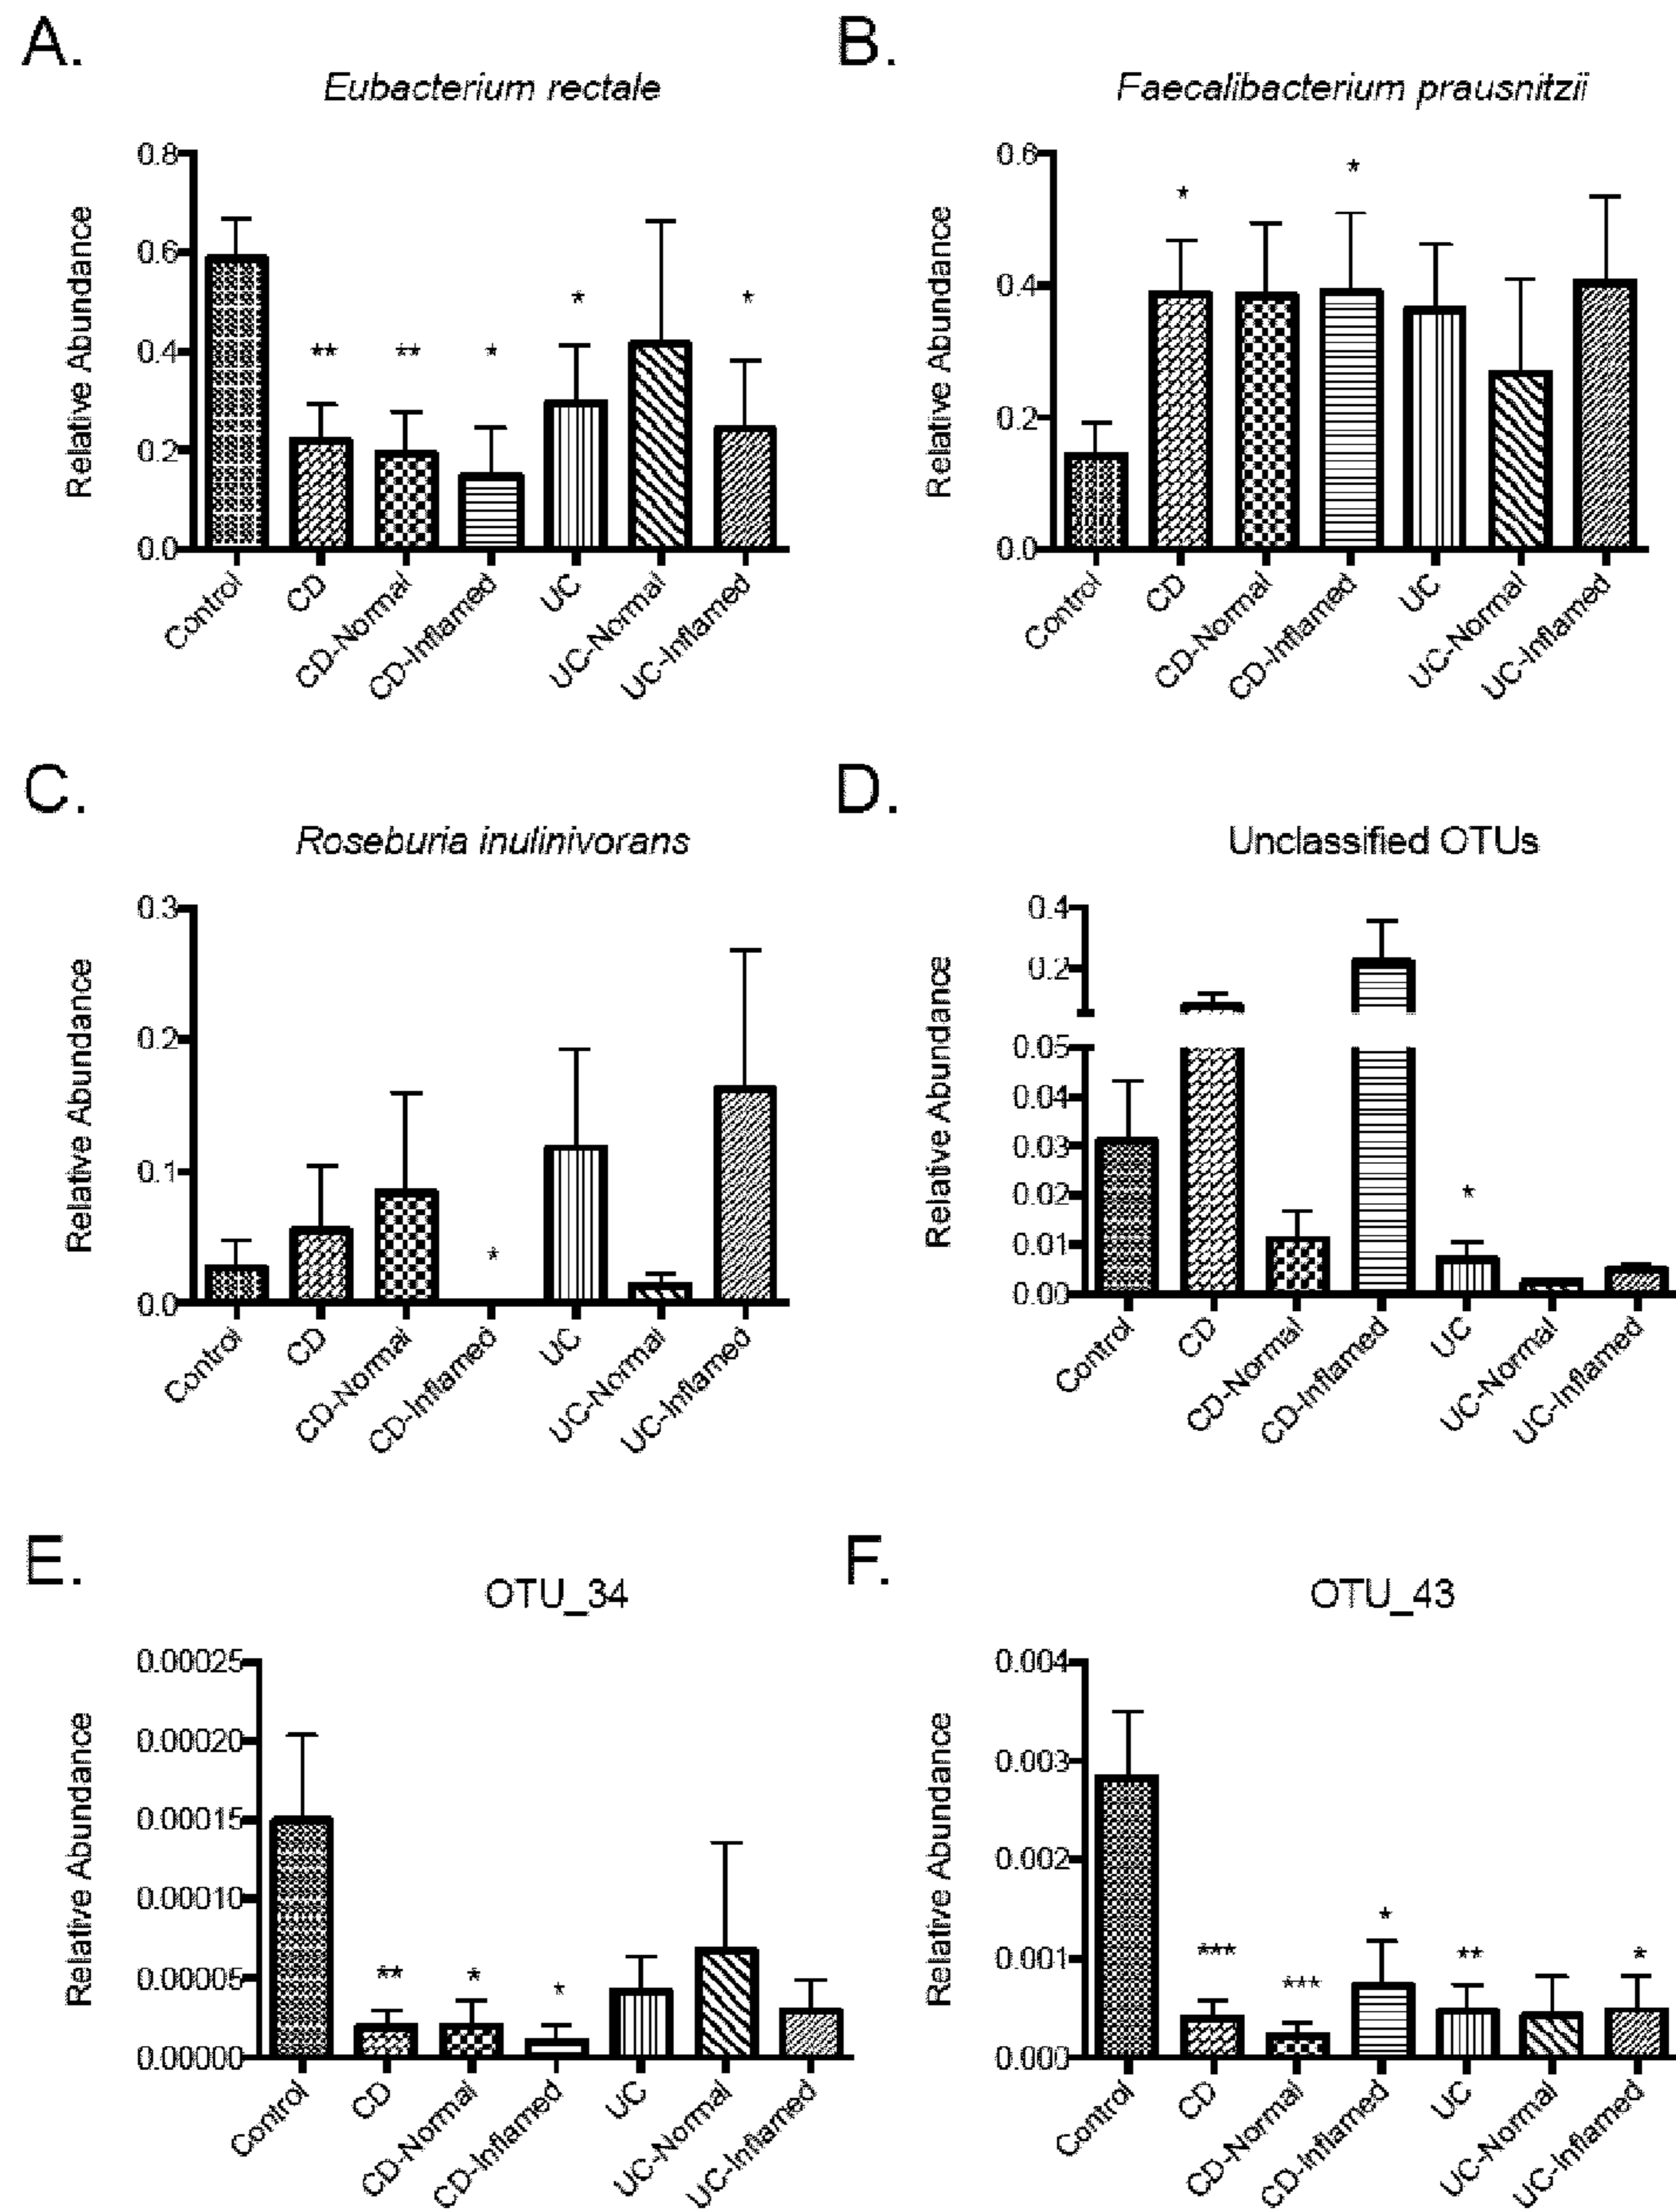 A.
Eubacterium rectale
Relative Abundance
0.8
0.6
0.4
0.2
0.0
*
**
**
*
*
Control
CD
CD-Normal
CD-Inflamed
UC
UC-Normal
UC-Inflamed
B.
Faecalibacterium prausnitzii
Relative Abundance
0.6
0.4
0.2
0.0
*
*
Control
CD
CD-Normal
CD-Inflamed
UC
UC-Normal
UC-Inflamed
C.
Roseburia inulinivorans
Relative Abundance
0.3
0.2
0.1
0.0
*
Control
CD
CD-Normal
CD-Inflamed
UC
UC-Normal
UC-Inflamed
D.
Unclassified OTUs
Relative Abundance
0.4
0.2
0.05
0.04
0.03
0.02
0.01
0.00
*
Control
CD
CD-Normal
CD-Inflamed
UC
UC-Normal
UC-Inflamed
E.
OTU_34
Relative Abundance
0.00025
0.00020
0.00015
0.00010
0.00005
0.00000
**
*
*
Control
CD
CD-Normal
CD-Inflamed
UC
UC-Normal
UC-Inflamed
F.
OTU_43
Relative Abundance
0.004
0.003
0.002
0.001
0.000
***
***
*
**
*
Control
CD
CD-Normal
CD-Inflamed
UC
UC-Normal
UC-Inflamed